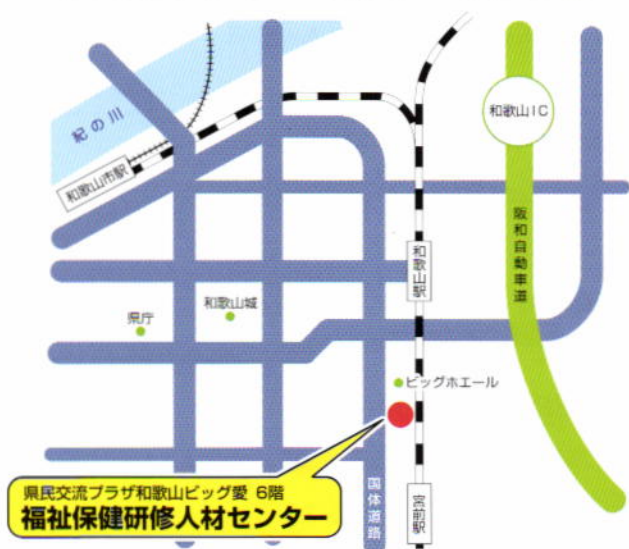 紀の川
和歌山市駅
和歌山IC
阪和自動車道
和歌山駅
和歌山城
県庁
ビッグホエール
国体道路
宮前駅
県民交流プラザ和歌山ビッグ愛 6階
福祉保健研修人材センター